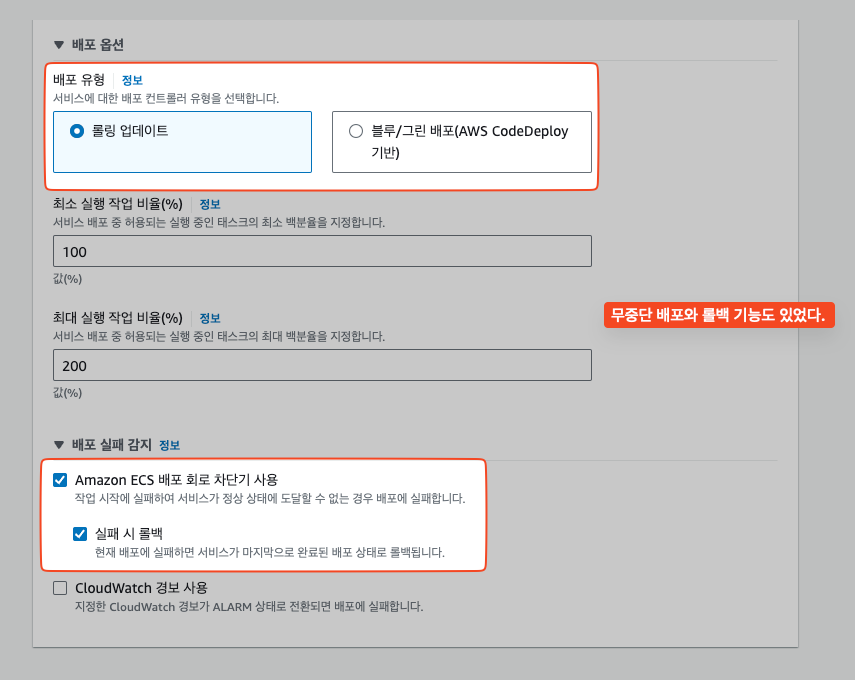 ▼ 배포 옵션
배포 유형 정보
서비스에 대한 배포 컨트롤러 유형을 선택합니다.
롤링 업데이트
블루/그린 배포(AWS CodeDeploy
기반)
최소 실행 작업 비율(%) 정보
서비스 배포 중 허용되는 실행 중인 태스크의 최소 백분율을 지정합니다.
100
값(%)
최대 실행 작업 비율(%) 정보
무중단 배포와 롤백 기능도 있었다.
서비스 배포 중 허용되는 실행 중인 태스크의 최대 백분율을 지정합니다.
200
값(%)
▼ 배포 실패 감지 정보
Amazon ECS 배포 회로 차단기 사용
작업 시작에 실패하여 서비스가 정상 상태에 도달할 수 없는 경우 배포에 실패합니다.
실패 시 롤백
현재 배포에 실패하면 서비스가 마지막으로 완료된 배포 상태로 롤백됩니다.
CloudWatch 경보 사용
지정한 CloudWatch 경보가 ALARM 상태로 전환되면 배포에 실패합니다.